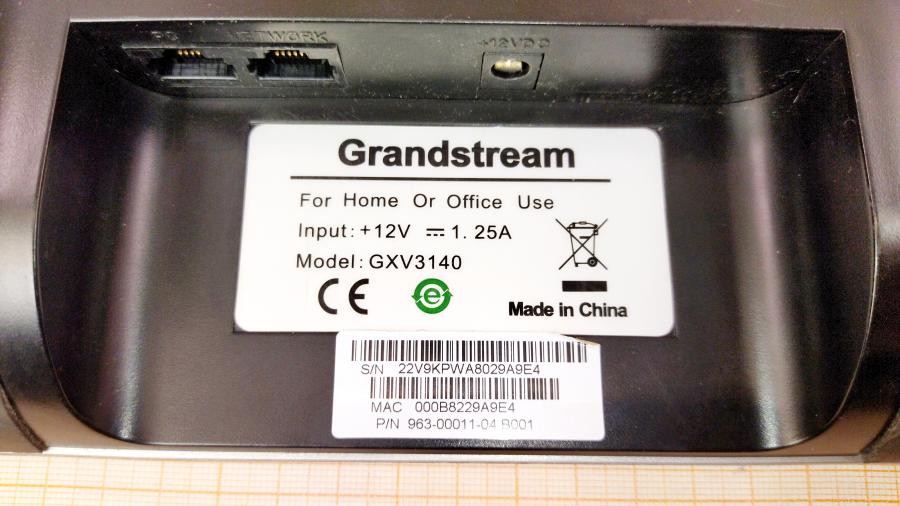 PC NETWORK +12VDC
Grandstream
For Home Or Office Use
Input: +12V ⎓ 1. 25A
Model: GXV3140
CE e
Made in China
S/N 22V9KPWA8029A9E4
MAC 000B8229A9E4
P/N 963-00011-04 B001